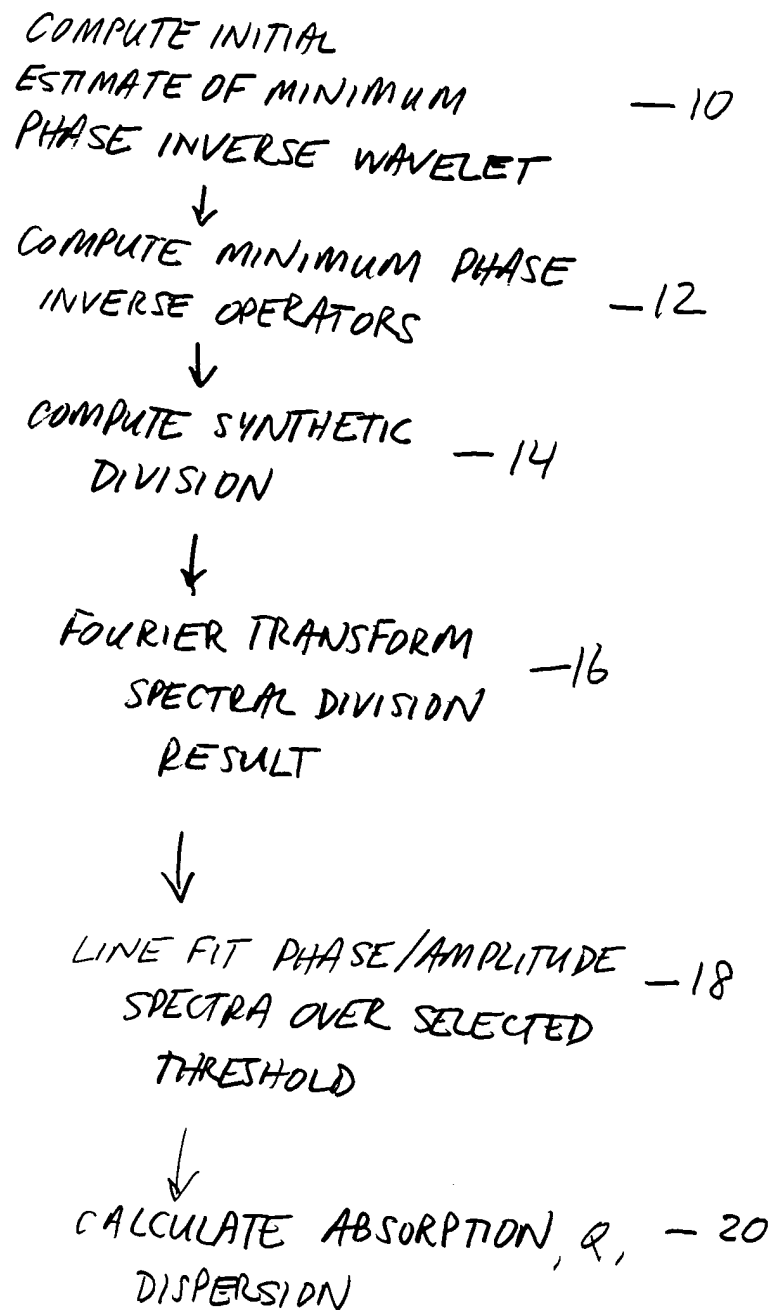 COMPUTE INITIAL
ESTIMATE OF MINIMUM — 10
PHASE INVERSE WAVELET
↓
COMPUTE MINIMUM PHASE
INVERSE OPERATORS — 12
↓
COMPUTE SYNTHETIC — 14
DIVISION
↓
FOURIER TRANSFORM — 16
SPECTRAL DIVISION
RESULT
↓
LINE FIT PHASE/AMPLITUDE — 18
SPECTRA OVER SELECTED
THRESHOLD
↓
CALCULATE ABSORPTION, Q, — 20
DISPERSION